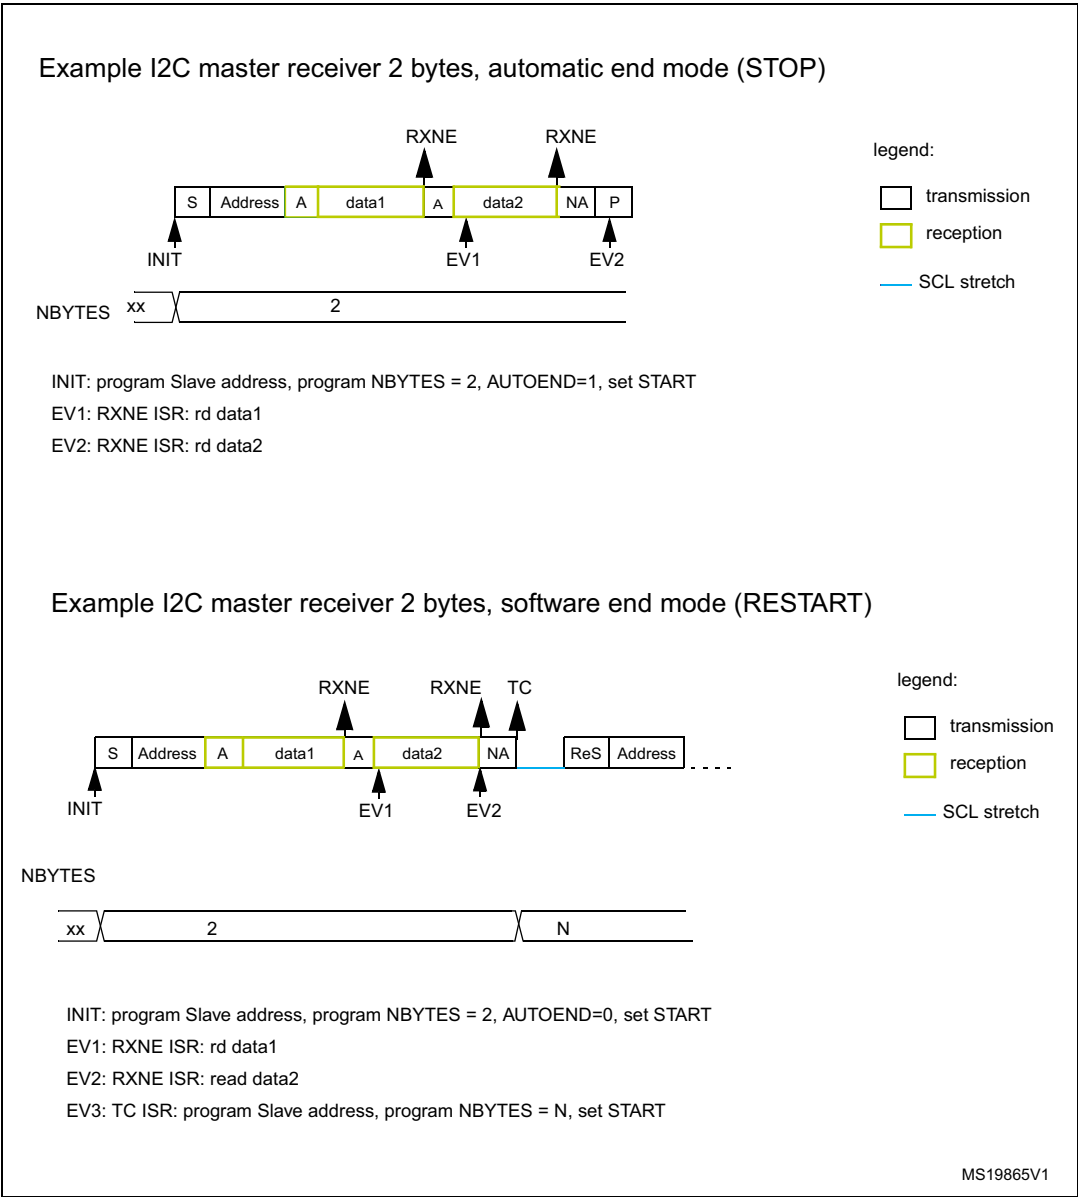 Example I2C master receiver 2 bytes, automatic end mode (STOP)
RXNE RXNE
legend:
S Address A data1 A data2 NA P
transmission
reception
INIT EV1 EV2
SCL stretch
NBYTES xx 2
INIT: program Slave address, program NBYTES = 2, AUTOEND=1, set START
EV1: RXNE ISR: rd data1
EV2: RXNE ISR: rd data2
Example I2C master receiver 2 bytes, software end mode (RESTART)
RXNE RXNE TC
legend:
S Address A data1 A data2 NA ReS Address
transmission
reception
INIT EV1 EV2
SCL stretch
NBYTES
xx 2 N
INIT: program Slave address, program NBYTES = 2, AUTOEND=0, set START
EV1: RXNE ISR: rd data1
EV2: RXNE ISR: read data2
EV3: TC ISR: program Slave address, program NBYTES = N, set START
MS19865V1